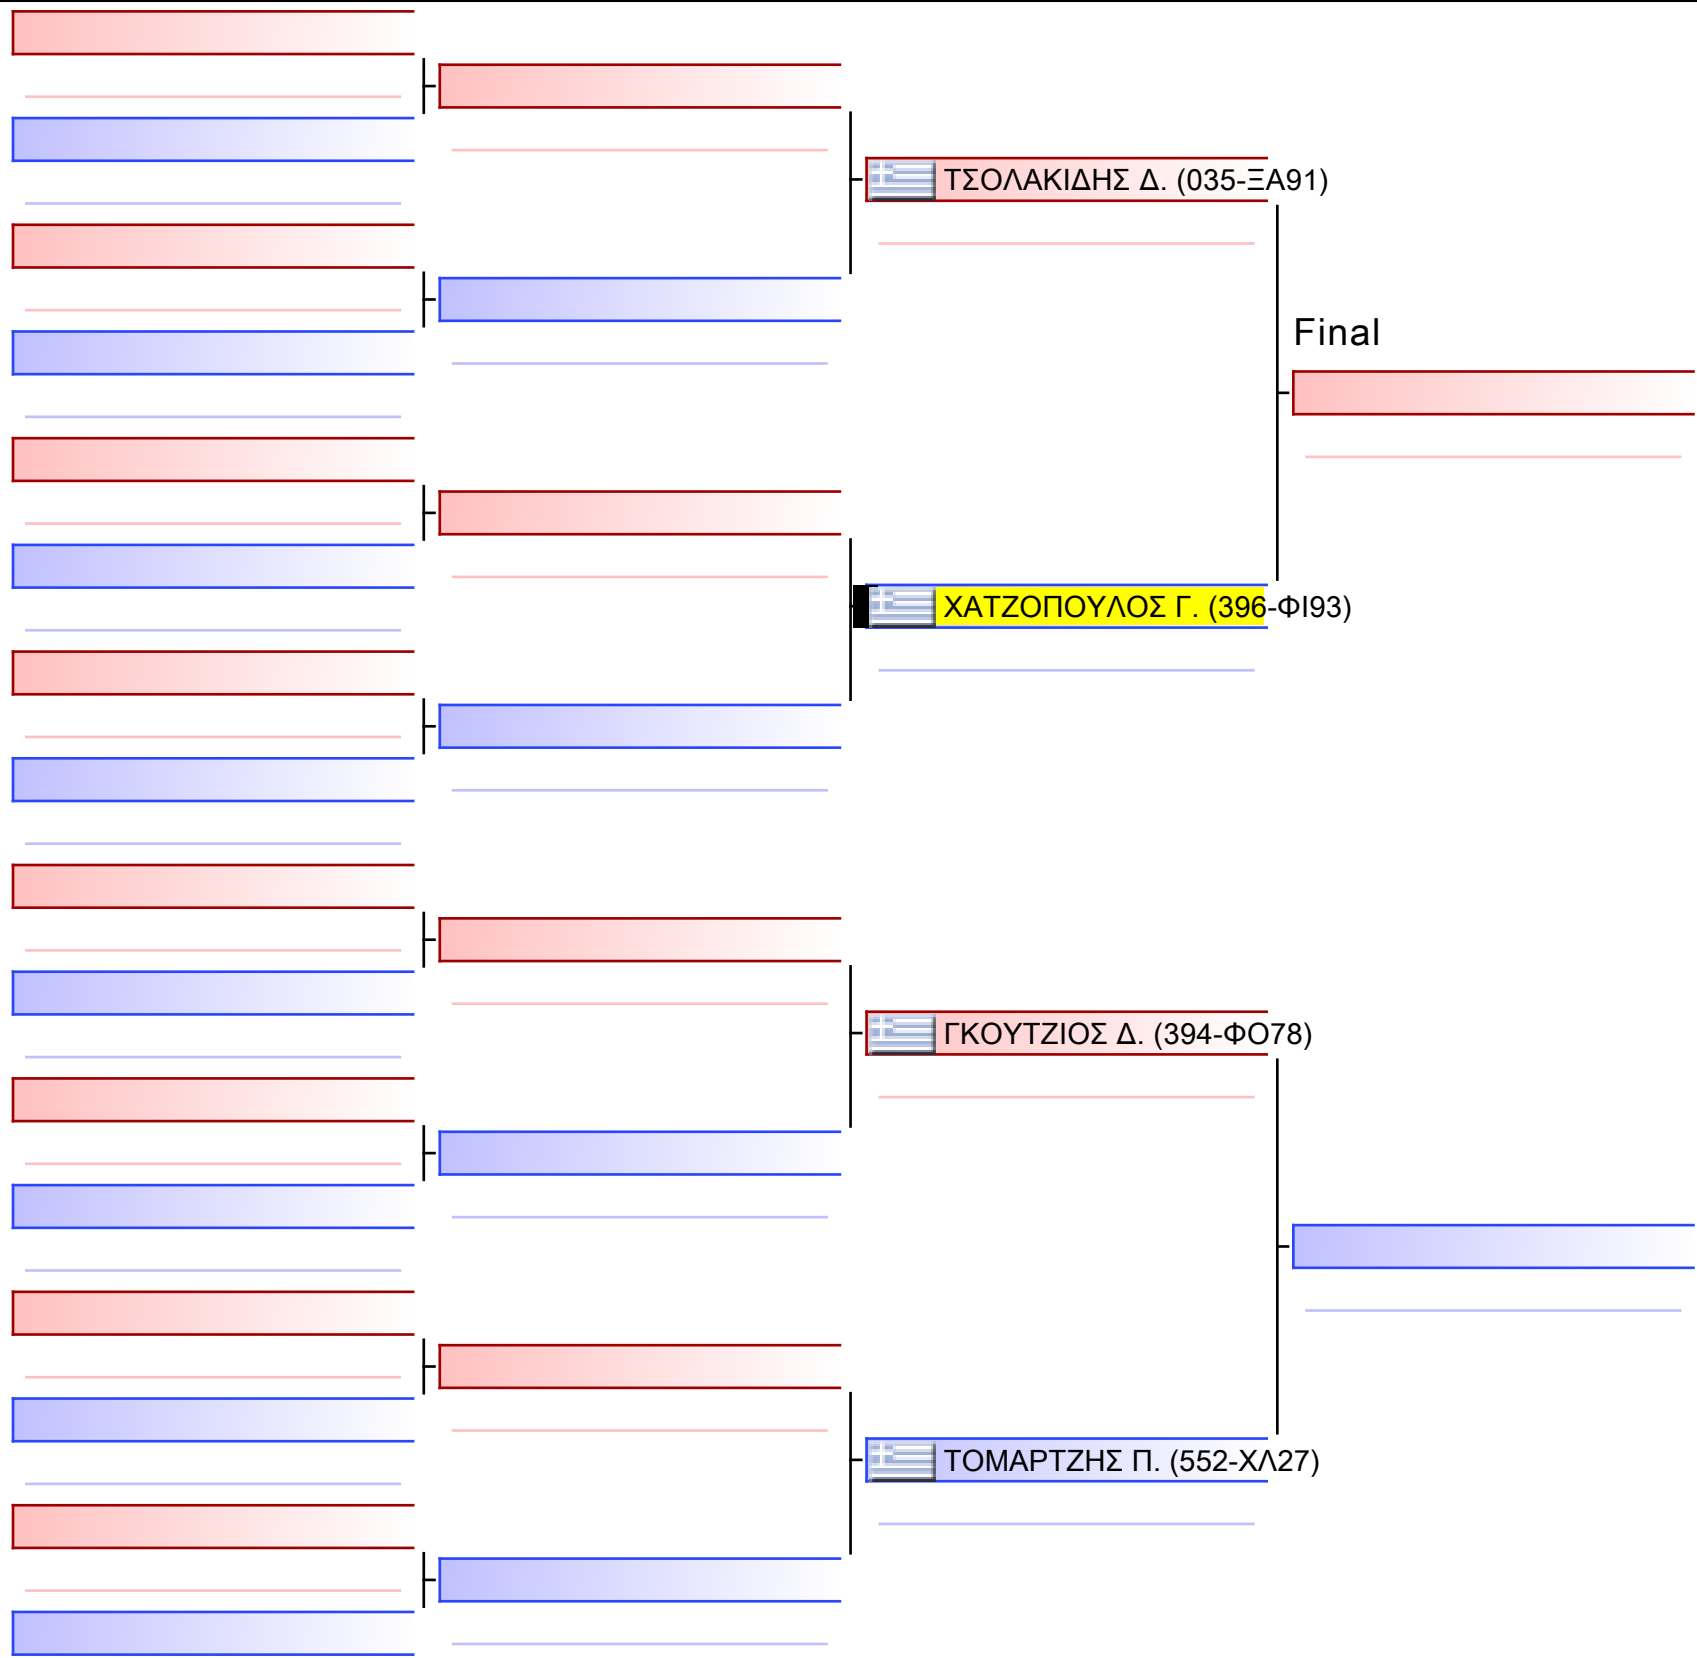 ΤΣΟΛΑΚΙΔΗΣ Δ. (035-ΞΑ91)
Final
ΧΑΤΖΟΠΟΥΛΟΣ Γ. (396-ΦΙ93)
ΓΚΟΥΤΖΙΟΣ Δ. (394-ΦΟ78)
ΤΟΜΑΡΤΖΗΣ Π. (552-ΧΛ27)